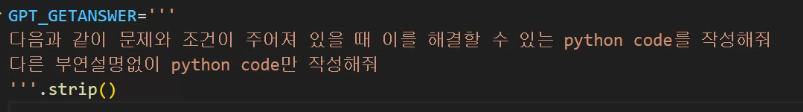 GPT_GETANSWER='''
다음과 같이 문제와 조건이 주어져 있을 때 이를 해결할 수 있는 python code를 작성해줘
다른 부연설명없이 python code만 작성해줘
'''.strip()